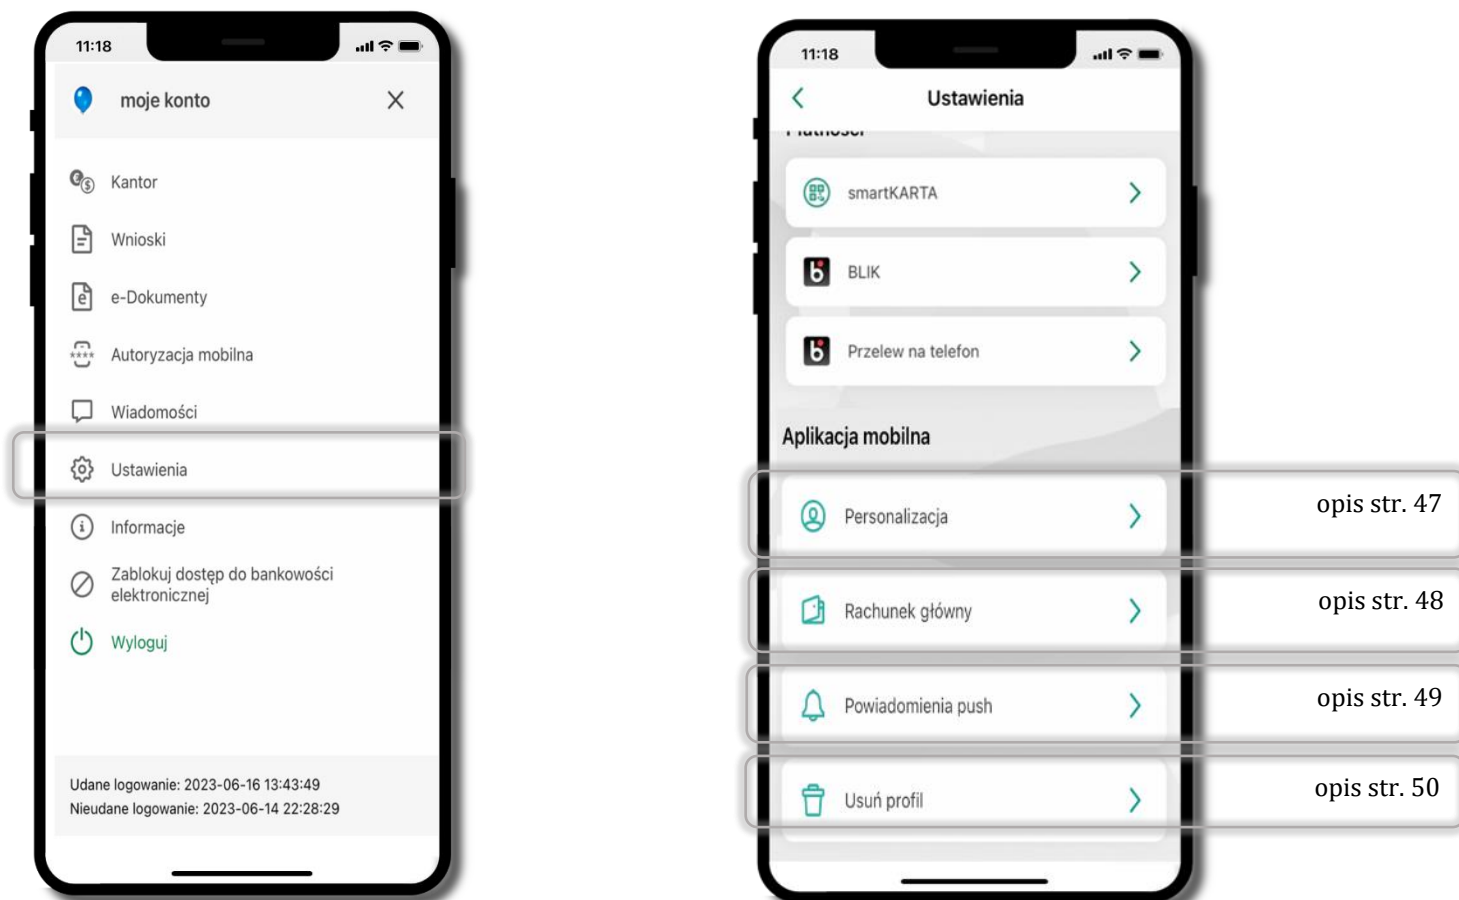 11:18
moje konto
Kantor
Wnioski
e-Dokumenty
Autoryzacja mobilna
Wiadomości
Ustawienia
Informacje
Zablokuj dostęp do bankowości
elektronicznej
Wyloguj
Udane logowanie: 2023-06-16 13:43:49
Nieudane logowanie: 2023-06-14 22:28:29
11:18
Ustawienia
Płatności
smartKARTA
BLIK
Przelew na telefon
Aplikacja mobilna
Personalizacja
opis str. 47
Rachunek główny
opis str. 48
Powiadomienia push
opis str. 49
Usuń profil
opis str. 50